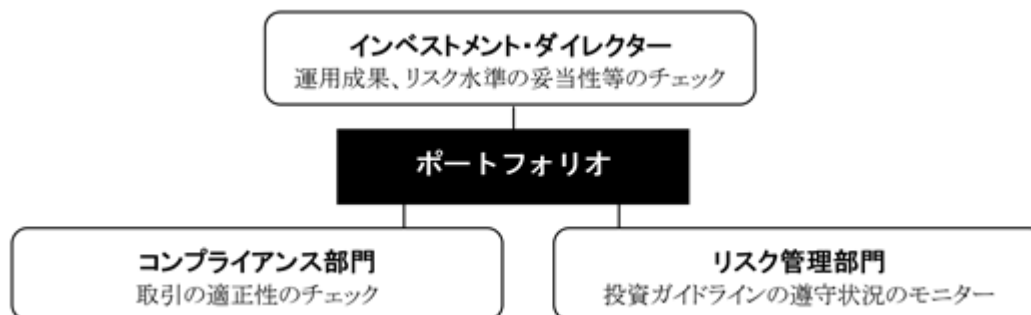 インベストメント・ダイレクター
運用成果、リスク水準の妥当性等のチェック
ポートフォリオ
コンプライアンス部門
取引の適正性のチェック
リスク管理部門
投資ガイドラインの遵守状況のモニター